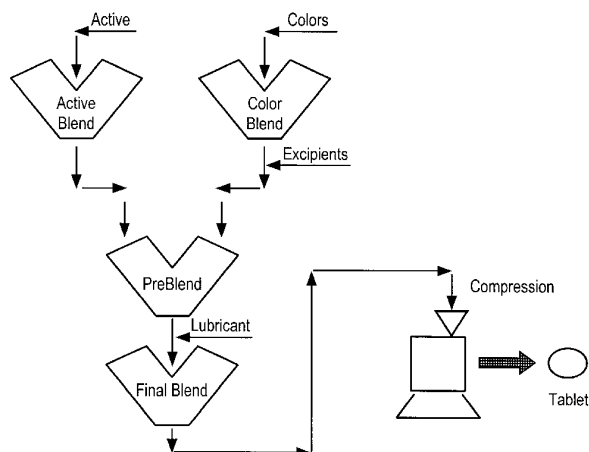 Active
Colors
Active
Blend
Color
Blend
Excipients
PreBlend
Lubricant
Final Blend
Compression
Tablet